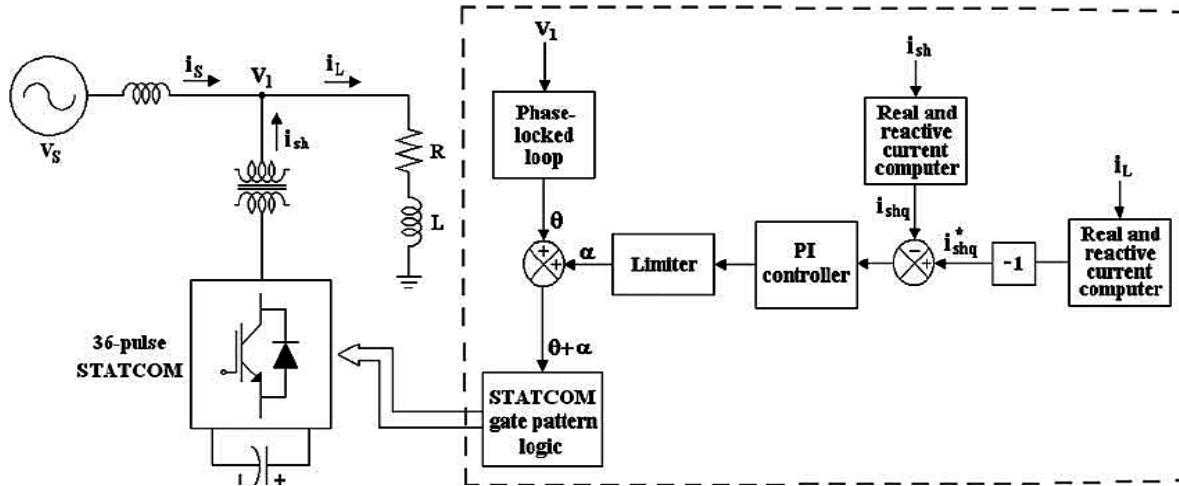 V_S
i_S
V_1
i_L
i_sh
R
L
36-pulse
STATCOM
+
V_1
Phase-
locked
loop
θ
+
+
α
Limiter
PI
controller
i_sh
Real and
reactive
current
computer
i_shq
−
+
i*_shq
-1
i_L
Real and
reactive
current
computer
θ+α
STATCOM
gate pattern
logic